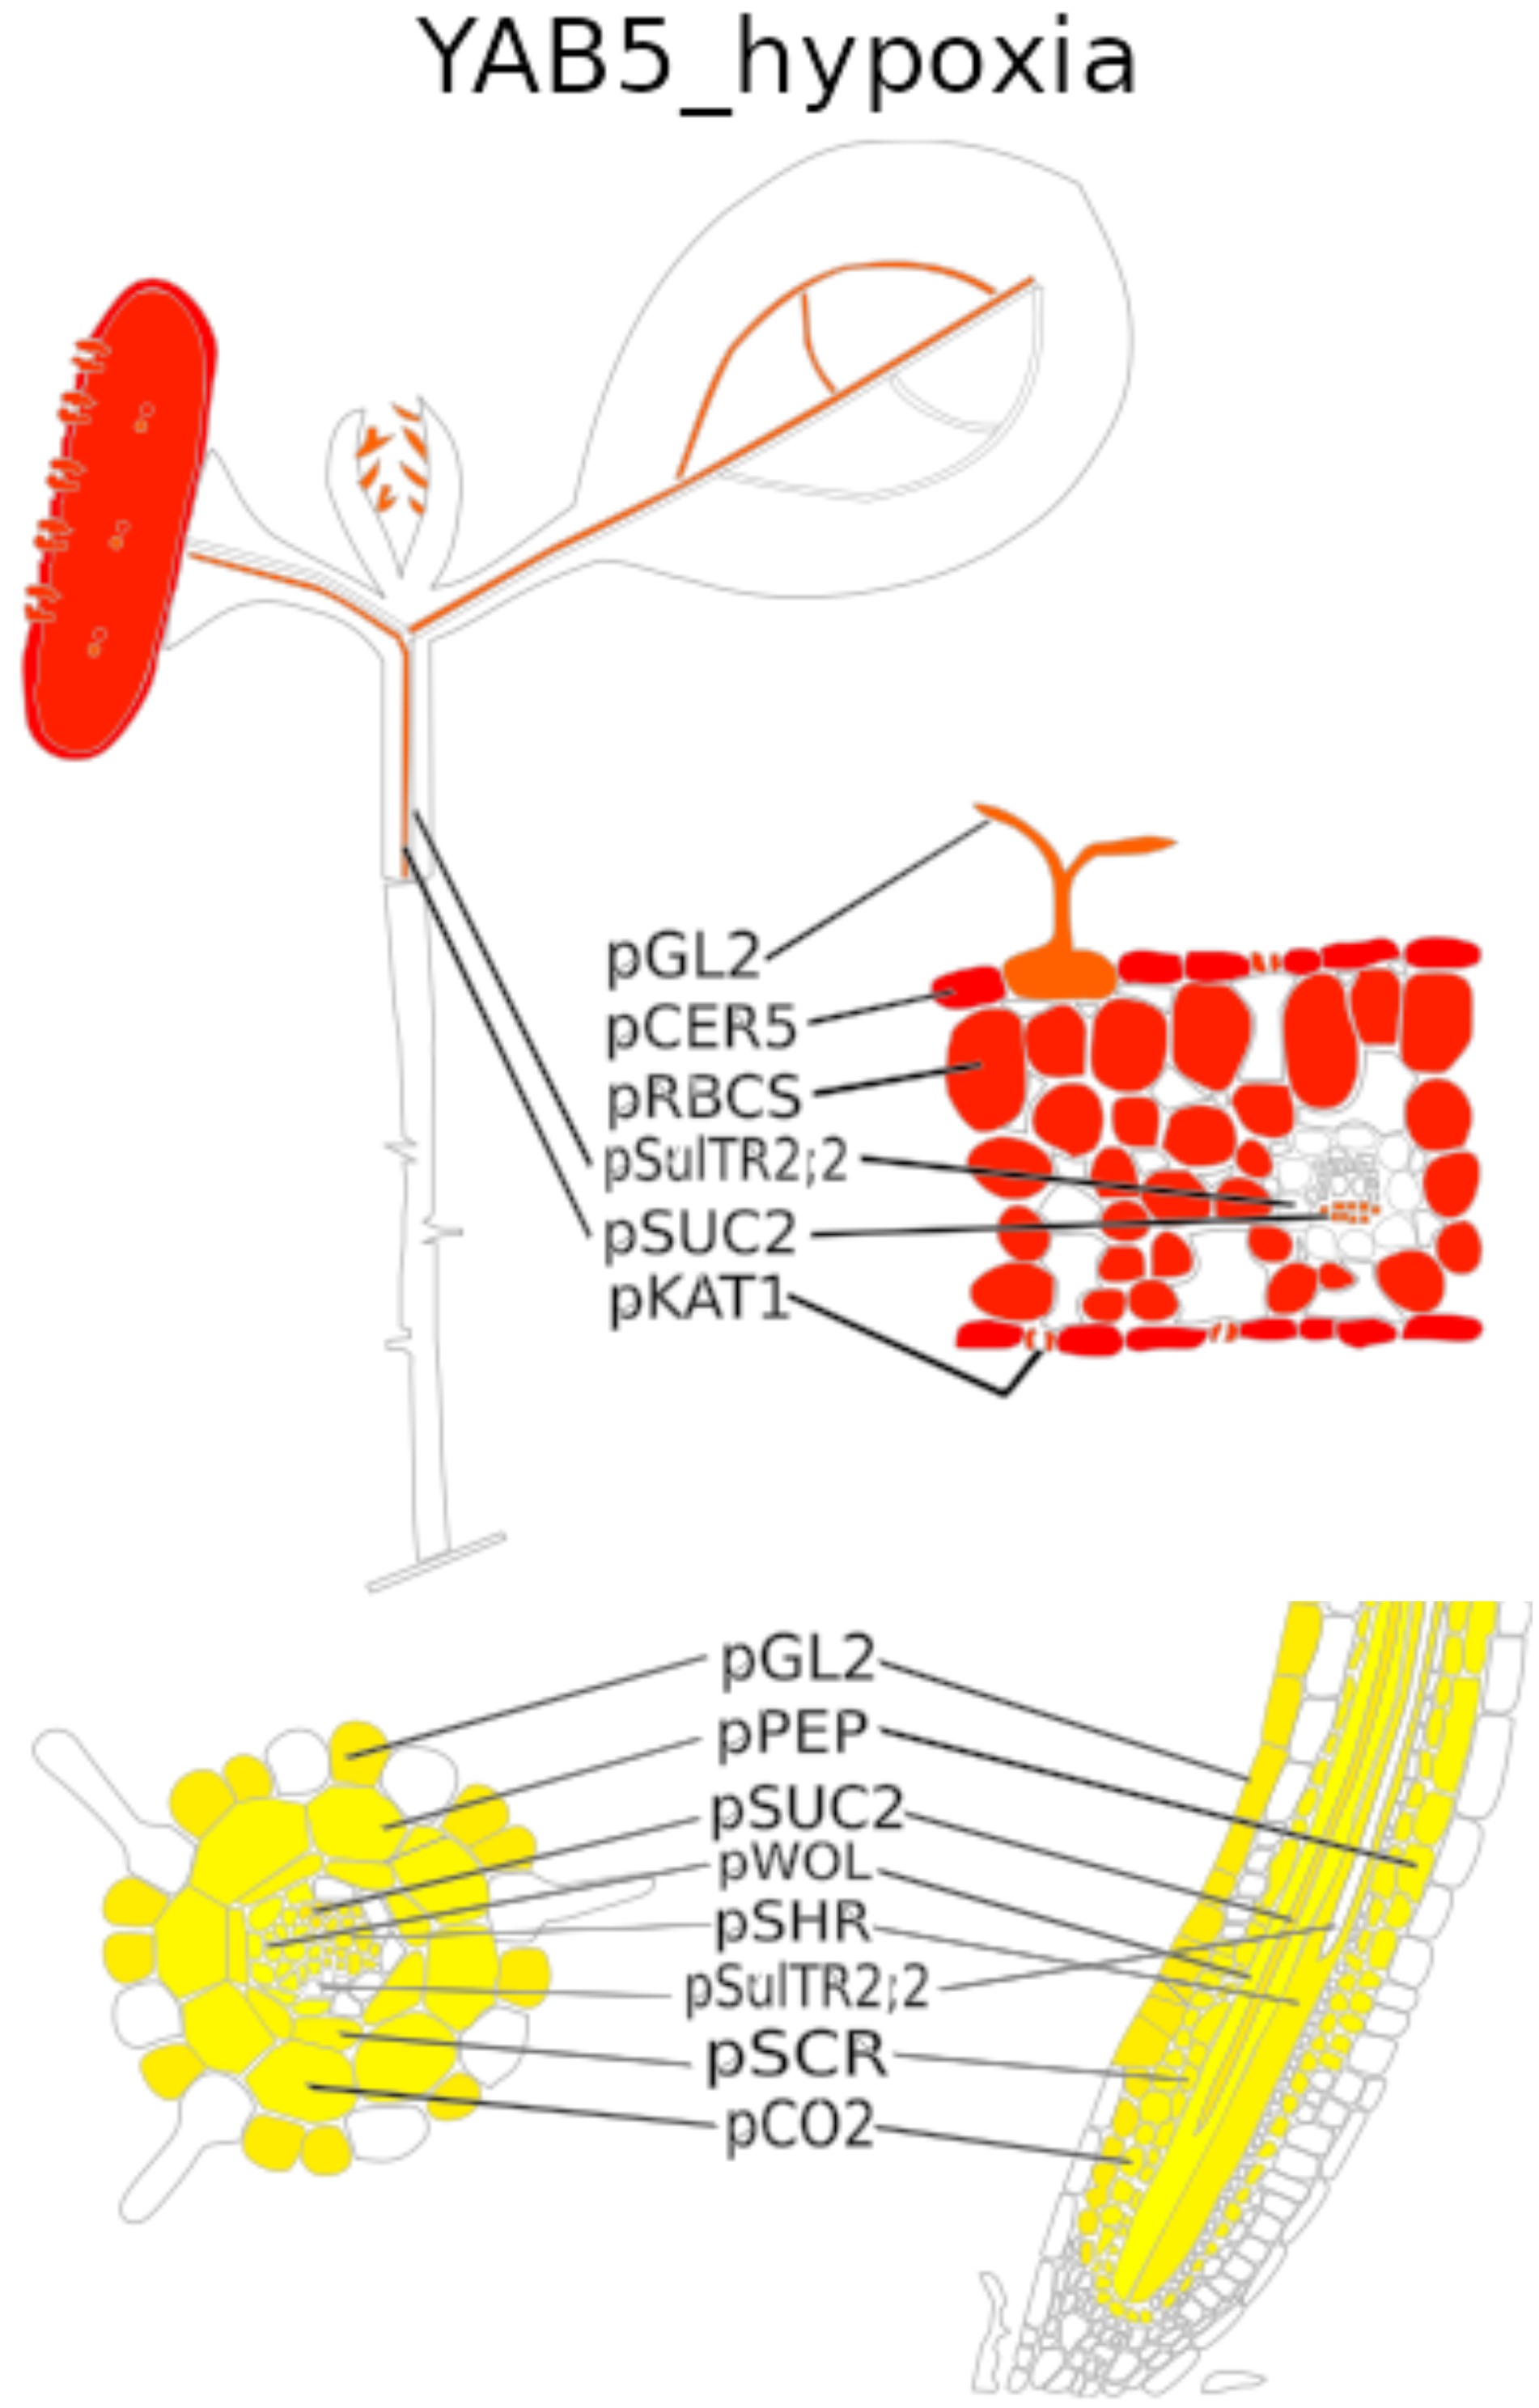 YAB5_hypoxia
pGL2
pCER5
pRBCS
pSulTR2;2
pSUC2
pKAT1
pGL2
pPEP
pSUC2
pWOL
pSHR
pSulTR2;2
pSCR
pCO2